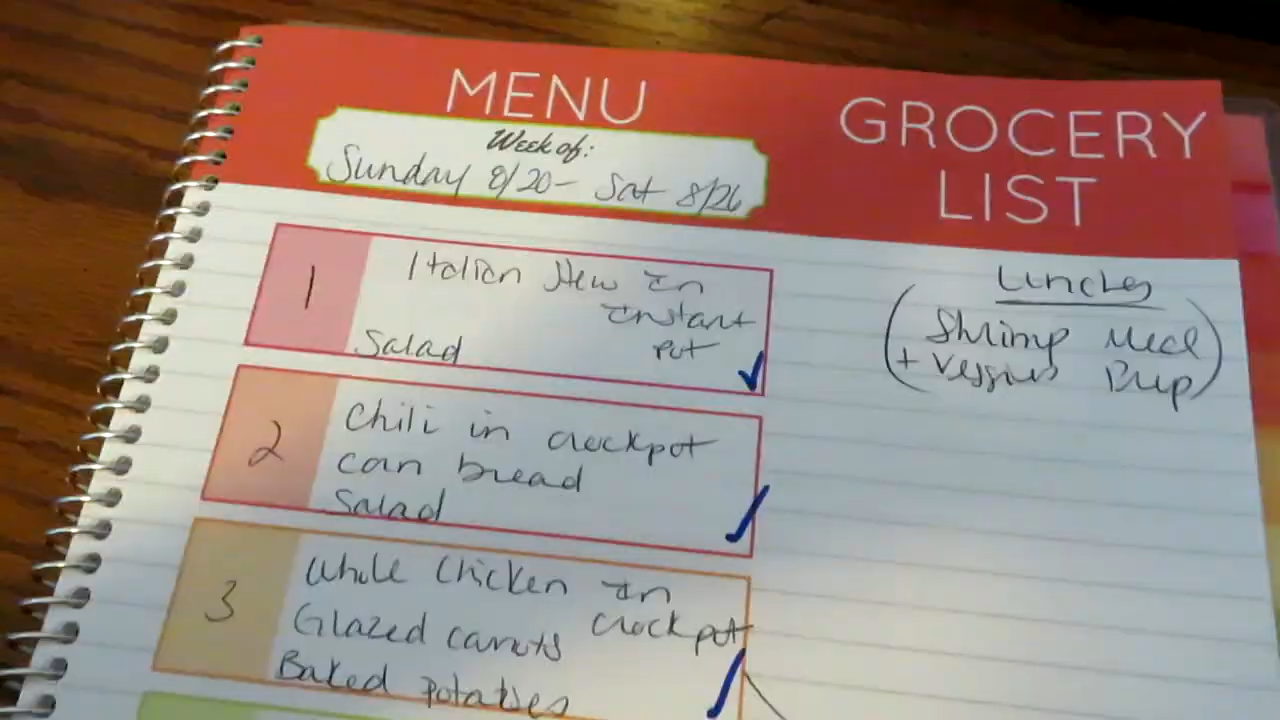 MENU
Week of:
Sunday 8/20 - Sat 8/26
GROCERY
LIST
1
Italian Stew In
Instant
Pot
Salad
2
Chili in crockpot
corn bread
Salad
3
Whole Chicken In
Crockpot
Glazed carrots
Baked Potatoes
Lunches
(Shrimp Meal
+ Veggies Prep)